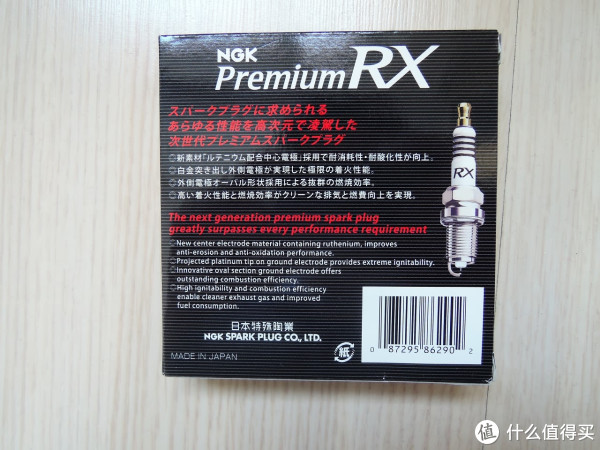 NGK
Premium RX
スパークプラグに求められる
あらゆる性能を高次元で凌駕した
次世代プレミアムスパークプラグ
○新素材「ルテニウム配合中心電極」採用で耐消耗性・耐酸化性が向上。
○白金突き出し外側電極が実現した極限の着火性能。
○外側電極オーバル形状採用による抜群の燃焼効率。
○高い着火性能と燃焼効率がクリーンな排気と燃費向上を実現。
RX
The next generation premium spark plug
greatly surpasses every performance requirement
○New center electrode material containing ruthenium, improves
anti-erosion and anti-oxidation performance.
○Projected platinum tip on ground electrode provides extreme ignitability.
○Innovative oval section ground electrode offers
outstanding combustion efficiency.
○High ignitability and combustion efficiency
enable cleaner exhaust gas and improved
fuel consumption.
日本特殊陶業
NGK SPARK PLUG CO., LTD.
紙
MADE IN JAPAN
0 87295 86290 2
值 什么值得买